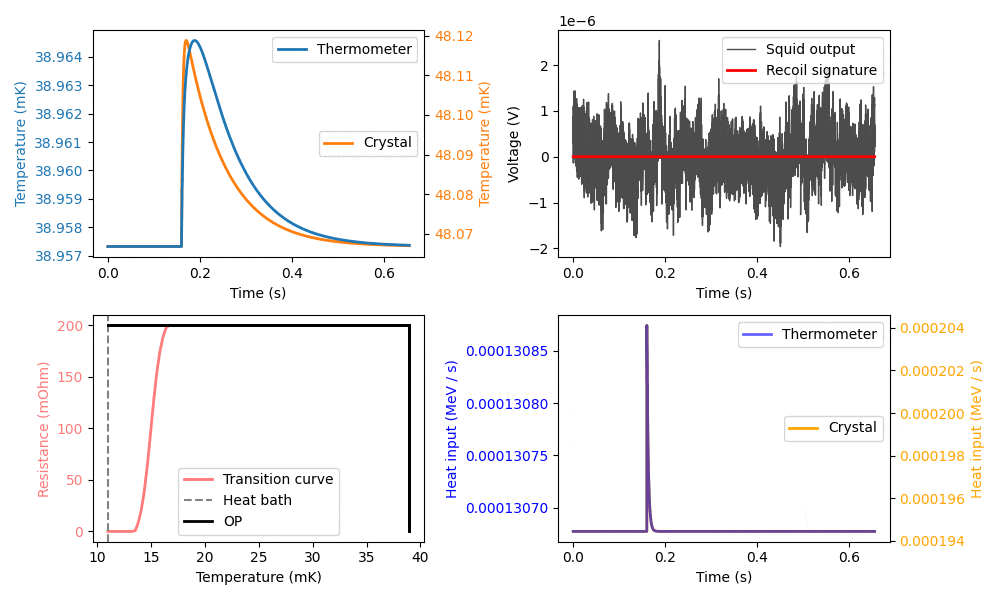 Temperature (mK)
38.964
38.963
38.962
38.961
38.960
38.959
38.958
38.957
0.0
0.2
0.4
0.6
Time (s)
Thermometer
Crystal
48.12
48.11
48.10
48.09
48.08
48.07
Temperature (mK)
1e−6
Voltage (V)
2
1
0
−1
−2
0.0
0.2
0.4
0.6
Time (s)
Squid output
Recoil signature
Resistance (mOhm)
200
150
100
50
0
10
15
20
25
30
35
40
Temperature (mK)
Transition curve
Heat bath
OP
Heat input (MeV / s)
0.00013085
0.00013080
0.00013075
0.00013070
0.0
0.2
0.4
0.6
Time (s)
Thermometer
Crystal
0.000204
0.000202
0.000200
0.000198
0.000196
0.000194
Heat input (MeV / s)